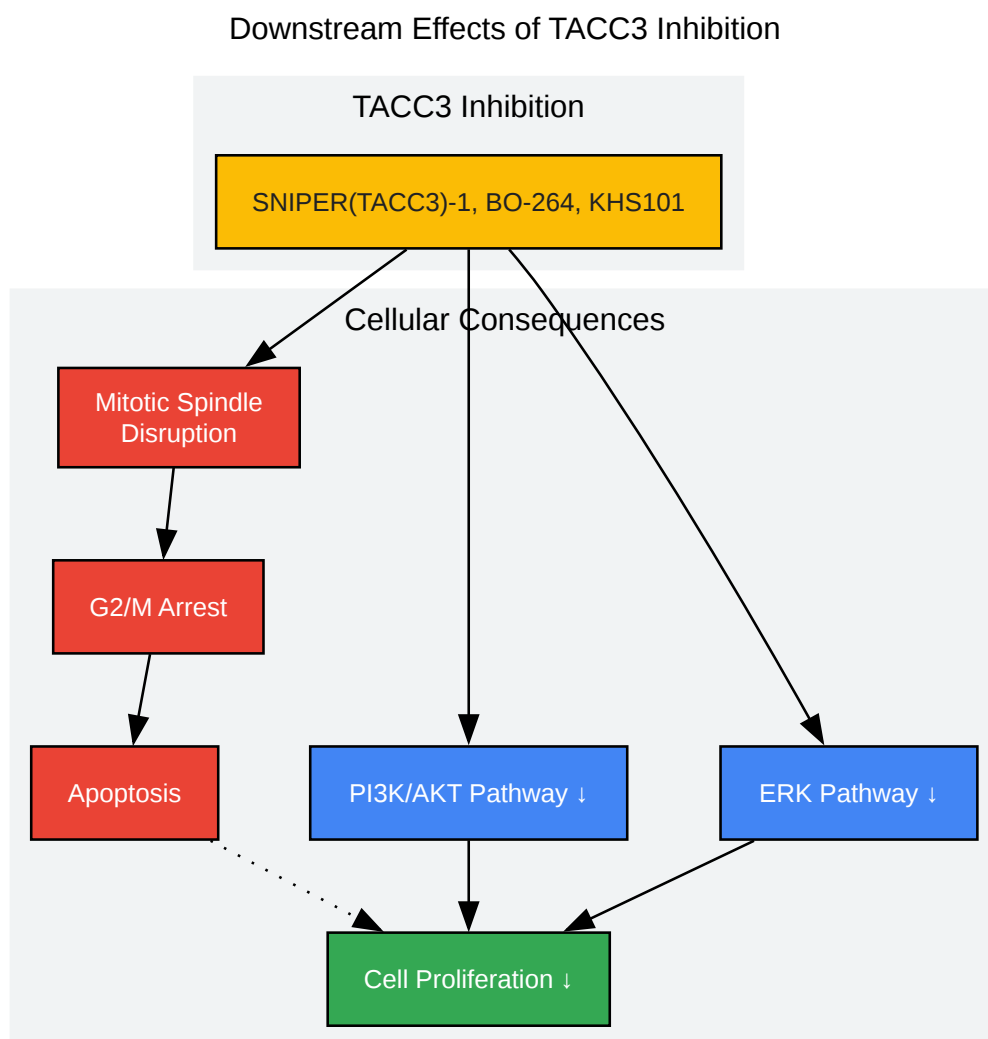 Downstream Effects of TACC3 Inhibition
TACC3 Inhibition
SNIPER(TACC3)-1, BO-264, KHS101
Cellular Consequences
Mitotic Spindle
Disruption
G2/M Arrest
Apoptosis
PI3K/AKT Pathway ↓
ERK Pathway ↓
Cell Proliferation ↓